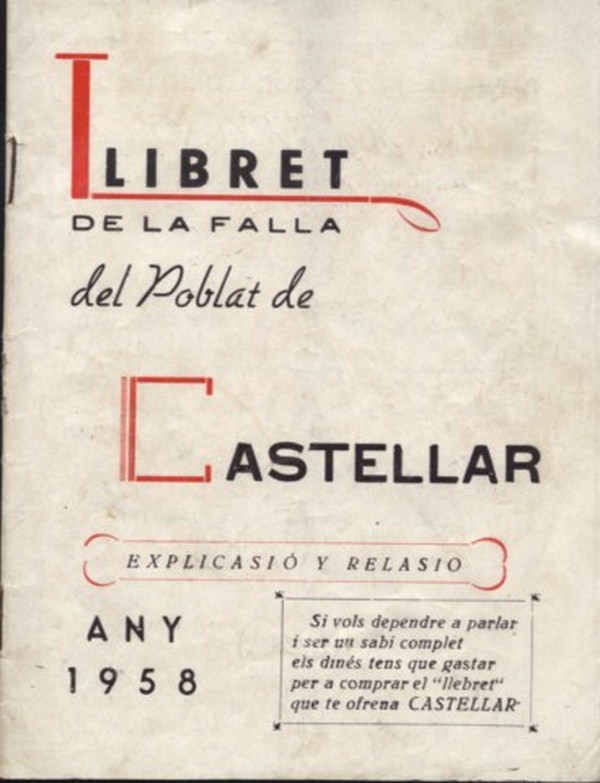 LLIBRET
DE LA FALLA
del Poblat de
CASTELLAR
EXPLICASIÓ Y RELASIO
ANY
1958
Si vols dependre a parlar
i ser un sabi complet
els dinés tens que gastar
per a comprar el "llebret"
que te ofrena CASTELLAR